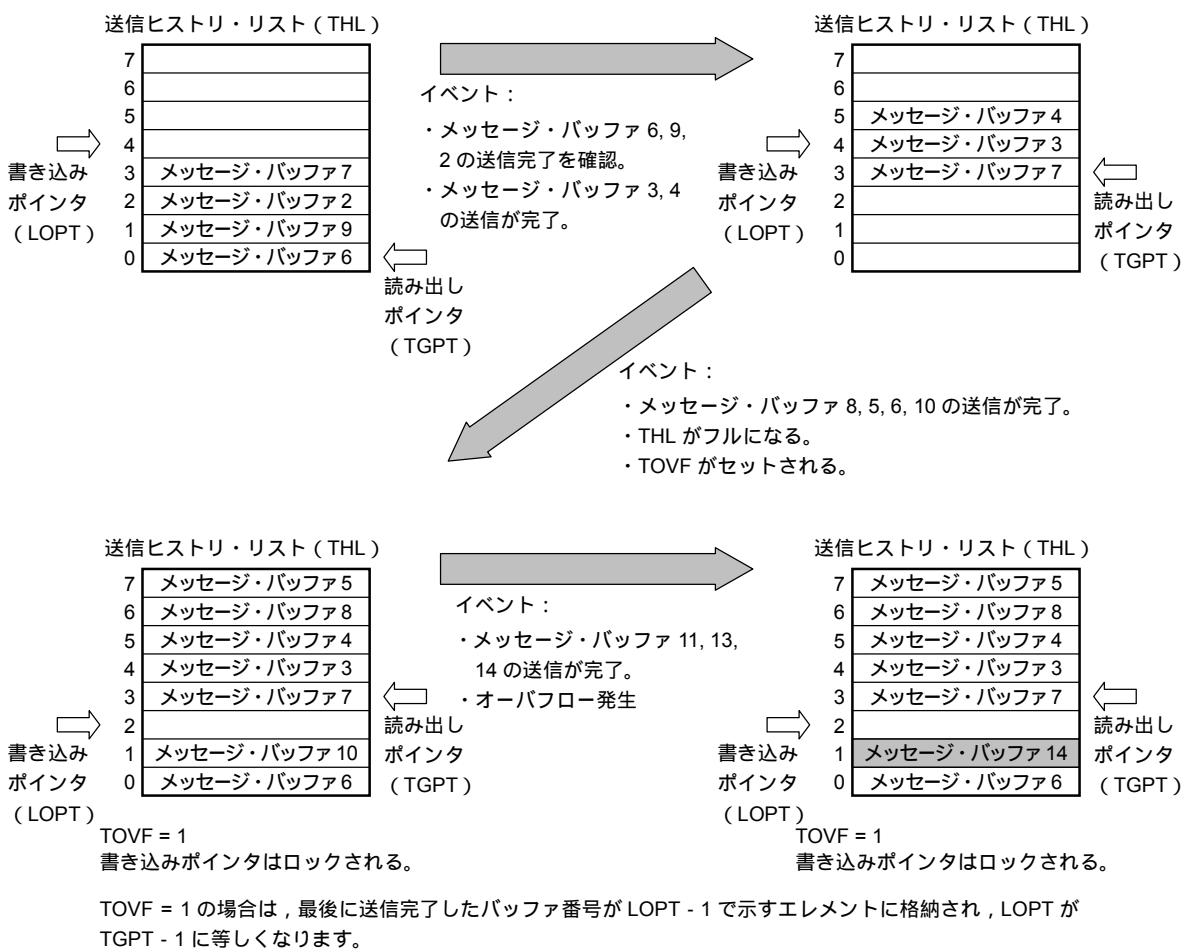 送信ヒストリ・リスト（THL）
7
6
5
4
3 メッセージ・バッファ7
2 メッセージ・バッファ2
1 メッセージ・バッファ9
0 メッセージ・バッファ6
書き込み
ポインタ
（LOPT）
読み出し
ポインタ
（TGPT）
イベント：
・メッセージ・バッファ 6, 9,
2 の送信完了を確認。
・メッセージ・バッファ 3, 4
の送信が完了。
送信ヒストリ・リスト（THL）
7
6
5 メッセージ・バッファ4
4 メッセージ・バッファ3
3 メッセージ・バッファ7
2
1
0
書き込み
ポインタ
（LOPT）
読み出し
ポインタ
（TGPT）
イベント：
・メッセージ・バッファ 8, 5, 6, 10 の送信が完了。
・THL がフルになる。
・TOVF がセットされる。
送信ヒストリ・リスト（THL）
7 メッセージ・バッファ5
6 メッセージ・バッファ8
5 メッセージ・バッファ4
4 メッセージ・バッファ3
3 メッセージ・バッファ7
2
1 メッセージ・バッファ10
0 メッセージ・バッファ6
書き込み
ポインタ
（LOPT）
読み出し
ポインタ
（TGPT）
TOVF = 1
書き込みポインタはロックされる。
イベント：
・メッセージ・バッファ 11, 13,
14 の送信が完了。
・オーバフロー発生
送信ヒストリ・リスト（THL）
7 メッセージ・バッファ5
6 メッセージ・バッファ8
5 メッセージ・バッファ4
4 メッセージ・バッファ3
3 メッセージ・バッファ7
2
1 メッセージ・バッファ14
0 メッセージ・バッファ6
書き込み
ポインタ
（LOPT）
読み出し
ポインタ
（TGPT）
TOVF = 1
書き込みポインタはロックされる。
TOVF = 1 の場合は，最後に送信完了したバッファ番号が LOPT - 1 で示すエレメントに格納され，LOPT が
TGPT - 1 に等しくなります。